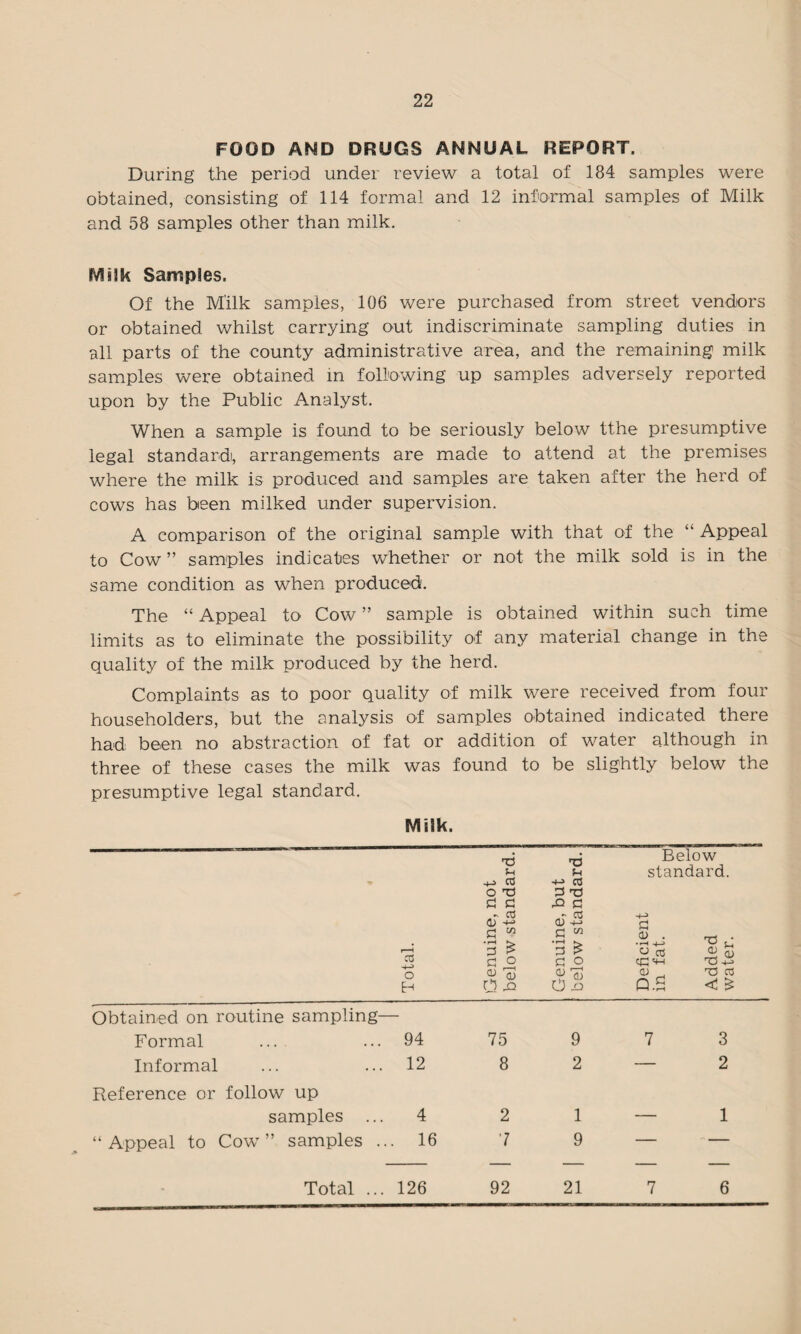 22
FOOD AND DRUGS ANNUAL REPORT.
During the period under review a total of 184 samples were
obtained, consisting of 114 formal and 12 informal samples of Milk
and 58 samples other than milk.
Milk Samples.
Of the Milk samples, 106 were purchased from street vendors
or obtained whilst carrying out indiscriminate sampling duties in
all parts of the county administrative area, and the remaining milk
samples were obtained in following up samples adversely reported
upon by the Public Analyst.
When a sample is found to be seriously below tthe presumptive
legal standard, arrangements are made to attend at the premises
where the milk is produced and samples are taken after the herd of
cows has been milked under supervision.
A comparison of the original sample with that of the “ Appeal
to Cow ” samples indicates whether or not the milk sold is in the
same condition as when produced.
The “ Appeal to Cow ” sample is obtained within such time
limits as to eliminate the possibility of any material change in the
quality of the milk produced by the herd.
Complaints as to poor quality of milk were received from four
householders, but the analysis of samples obtained indicated there
had been no abstraction of fat or addition of water although in
three of these cases the milk was found to be slightly below the
presumptive legal standard.
Milk.
Total.
Genuine, not
below standard.
Genuine, but
below standard.
Below
standard.
Deficient
in fat.
Added
water.
Obtained on routine sampling—
Formal ... ... 94 75 9 7 3
Informal ... ... 12 8 2 — 2
Reference or follow up
samples ... 4 2 1 — 1
“ Appeal to Cow ” samples ... 16 7 9 — —
Total ... 126 92 21 7 6